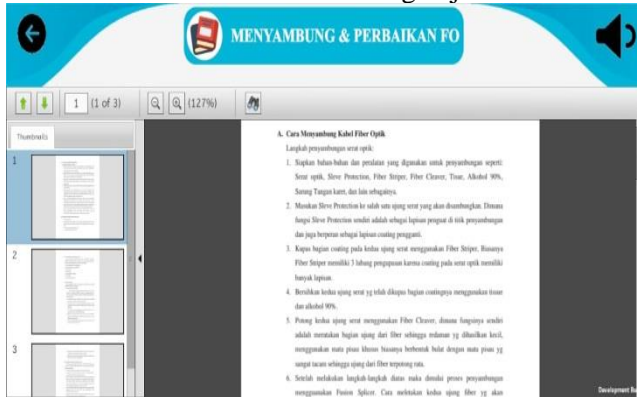 MENYAMBUNG & PERBAIKAN FO
1 (1 of 3) (127%)
Thumbnails
1
2
3
A. Cara Menyambung Kabel Fiber Optik
Langkah penyambungan serat optik:
1. Siapkan bahan-bahan dan peralatan yang digunakan untuk penyambungan seperti:
Serat optik, Sleve Protection, Fiber Striper, Fiber Cleaver, Tisue, Alkohol 90%,
Sarung Tangan karet, dan lain sebagainya.
2. Masukan Sleve Protection ke salah satu ujung serat yang akan disambungkan. Dimana
fungsi Sleve Protection sendiri adalah sebagai lapisan penguat di titik penyambungan
dan juga berperan sebagai lapisan coating pengganti.
3. Kupas bagian coating pada kedua ujung serat menggunakan Fiber Striper, Biasanya
Fiber Striper memiliki 3 lubang pengupasan karena coating pada serat optik memiliki
banyak lapisan.
4. Bersihkan kedua ujung serat yg telah dikupas bagian coatingnya menggunakan tissue
dan alkohol 90%.
5. Potong kedua ujung serat menggunakan Fiber Cleaver, dimana fungsinya sendiri
adalah meratakan bagian ujung dari fiber sehingga redaman yg dihasilkan kecil,
menggunakan mata pisau khusus biasanya berbentuk bulat dengan mata pisau yg
sangat tacam sehingga ujung dari fiber terpotong rata.
6. Setelah melakukan langkah-langkah diatas maka dimulai proses penyambungan
menggunakan Fusion Splicer. Cara meletakan kedua ujung fiber yg akan
Development Bu